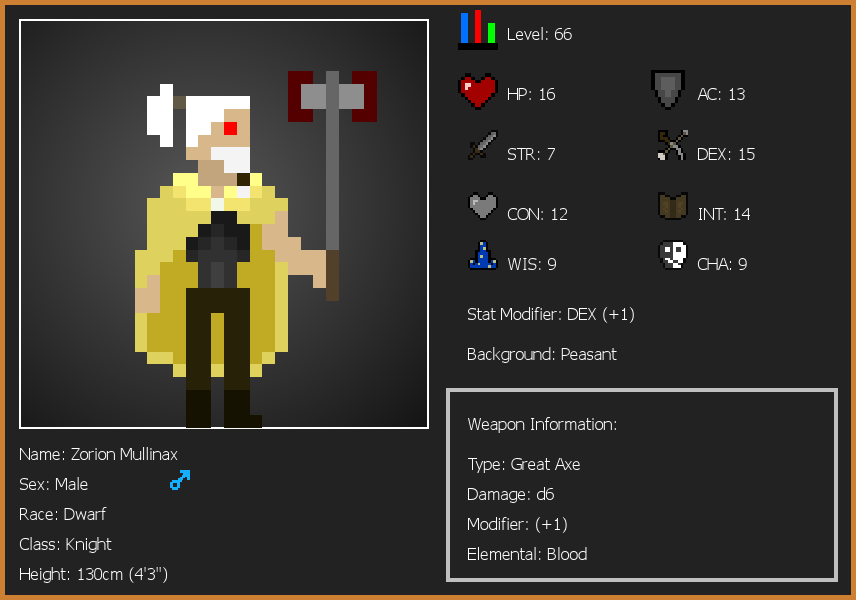 Level: 66
HP: 16
AC: 13
STR: 7
DEX: 15
CON: 12
INT: 14
WIS: 9
CHA: 9
Stat Modifier: DEX (+1)
Background: Peasant
Weapon Information:
Type: Great Axe
Damage: d6
Modifier: (+1)
Elemental: Blood
Name: Zorion Mullinax
Sex: Male
Race: Dwarf
Class: Knight
Height: 130cm (4'3")